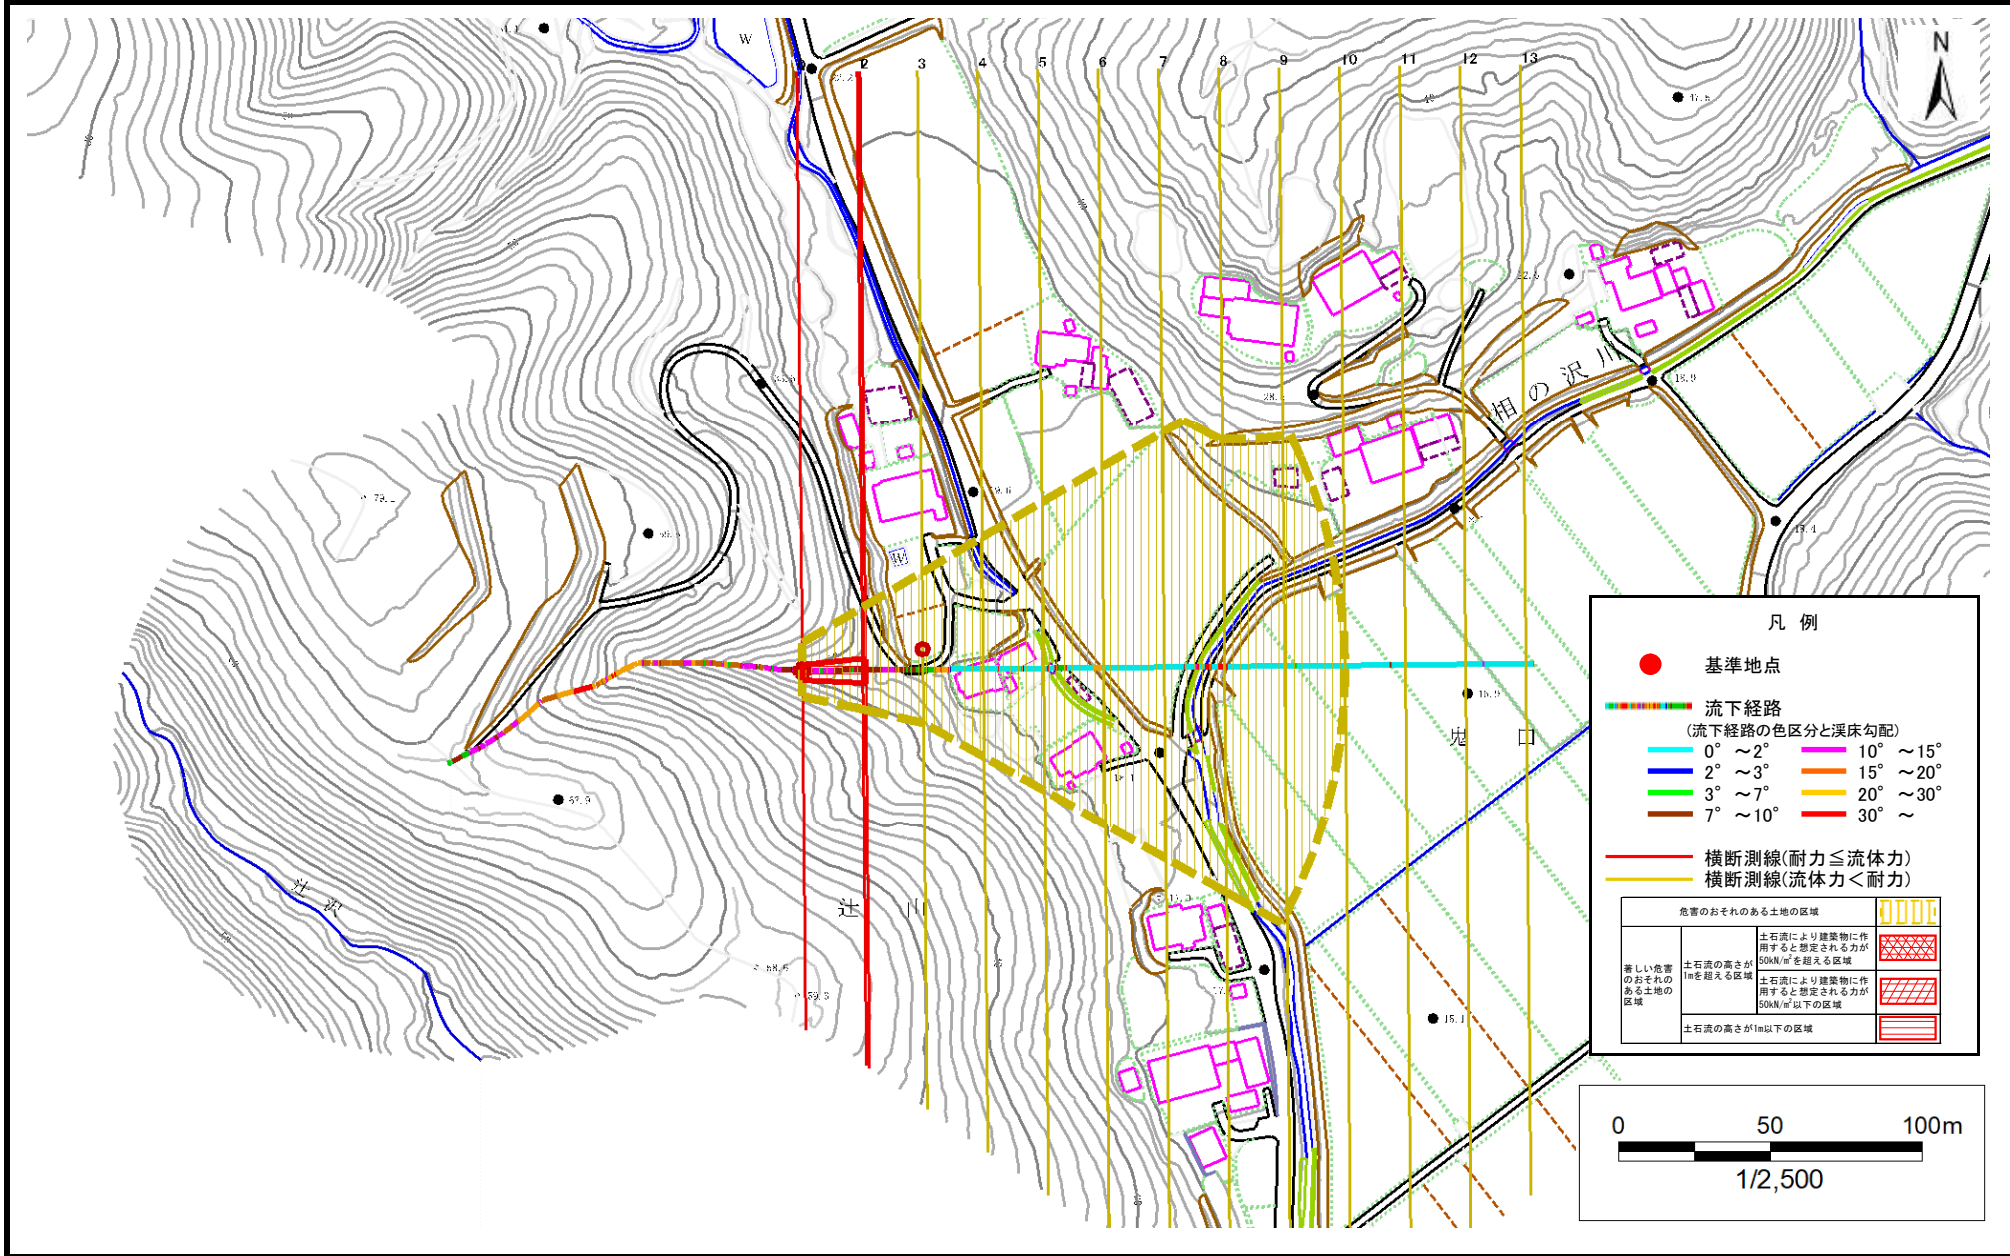 2
3
4
5
6
7
8
9
10
11
12
13
N
W
W
相の沢川
辻沢
辻 山
鬼 口
67.9
15.1
18.9
凡 例
基準地点
流下経路
(流下経路の色区分と渓床勾配)
0° ～2°
10° ～15°
2° ～3°
15° ～20°
3° ～7°
20° ～30°
7° ～10°
30° ～
横断測線(耐力≦流体力)
横断測線(流体力＜耐力)
危害のおそれのある土地の区域
著しい危害
のおそれの
ある土地の
区域
土石流の高さが
1mを超える区域
土石流により建築物に作
用すると想定される力が
50kN/m²を超える区域
土石流により建築物に作
用すると想定される力が
50kN/m²以下の区域
土石流の高さが1m以下の区域
0 50 100m
1/2,500